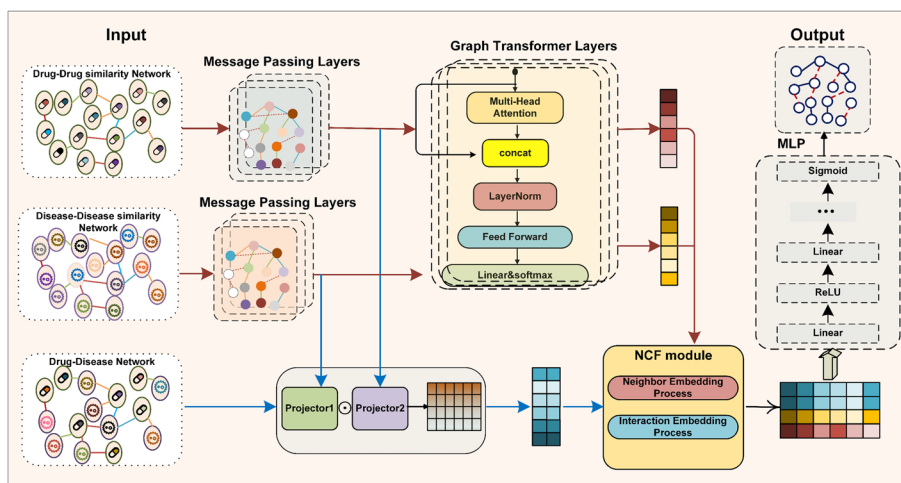 Input
Output
Drug-Drug similarity Network
Message Passing Layers
Graph Transformer Layers
Multi-Head
Attention
concat
LayerNorm
Feed Forward
Linear&softmax
MLP
Sigmoid
...
Linear
ReLU
Linear
Disease-Disease similarity
Network
Message Passing Layers
Drug-Disease Network
Projector1
Projector2
NCF module
Neighbor Embedding
Process
Interaction Embedding
Process